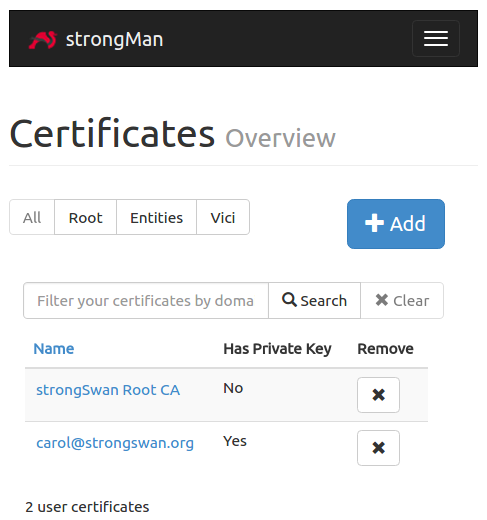 strongMan
Certificates Overview
All Root Entities Vici
Add
Filter your certificates by doma Search Clear
Name Has Private Key Remove
strongSwan Root CA No
carol@strongswan.org Yes
2 user certificates